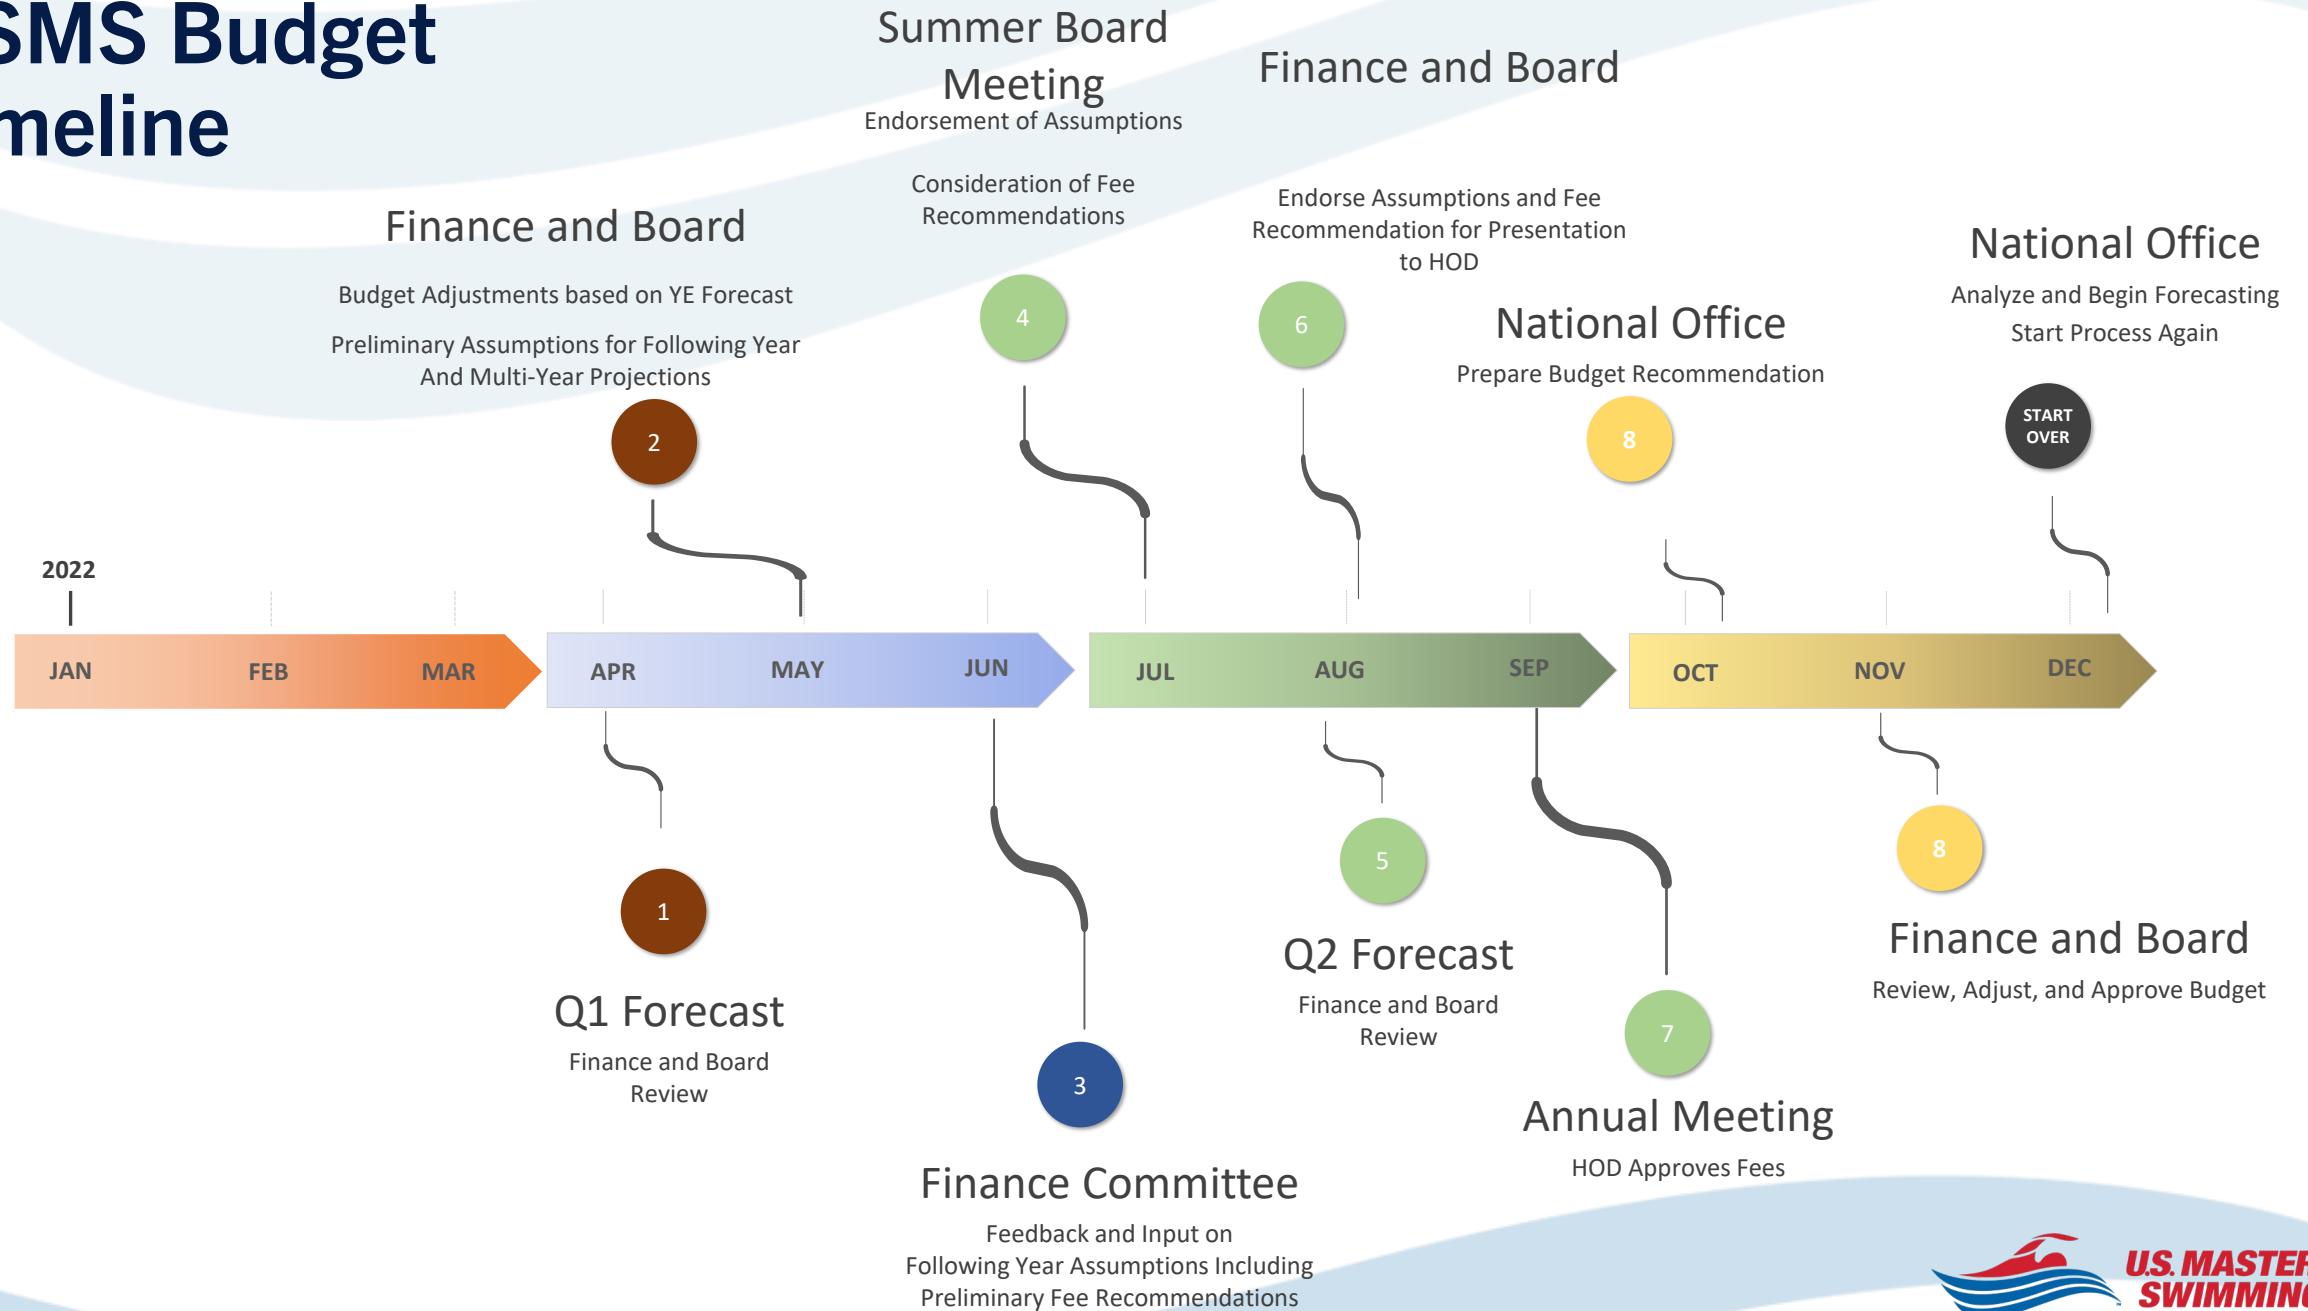 SMS Budget
meline
Summer Board
Meeting
Endorsement of Assumptions
Consideration of Fee
Recommendations
Finance and Board
Endorse Assumptions and Fee
Recommendation for Presentation
to HOD
Finance and Board
Budget Adjustments based on YE Forecast
Preliminary Assumptions for Following Year
And Multi-Year Projections
National Office
Prepare Budget Recommendation
National Office
Analyze and Begin Forecasting
Start Process Again
2
4
6
8
START
OVER
2022
JAN
FEB
MAR
APR
MAY
JUN
JUL
AUG
SEP
OCT
NOV
DEC
1
Q1 Forecast
Finance and Board
Review
3
Finance Committee
Feedback and Input on
Following Year Assumptions Including
Preliminary Fee Recommendations
5
Q2 Forecast
Finance and Board
Review
7
Annual Meeting
HOD Approves Fees
8
Finance and Board
Review, Adjust, and Approve Budget
U.S. MASTER
SWIMMING